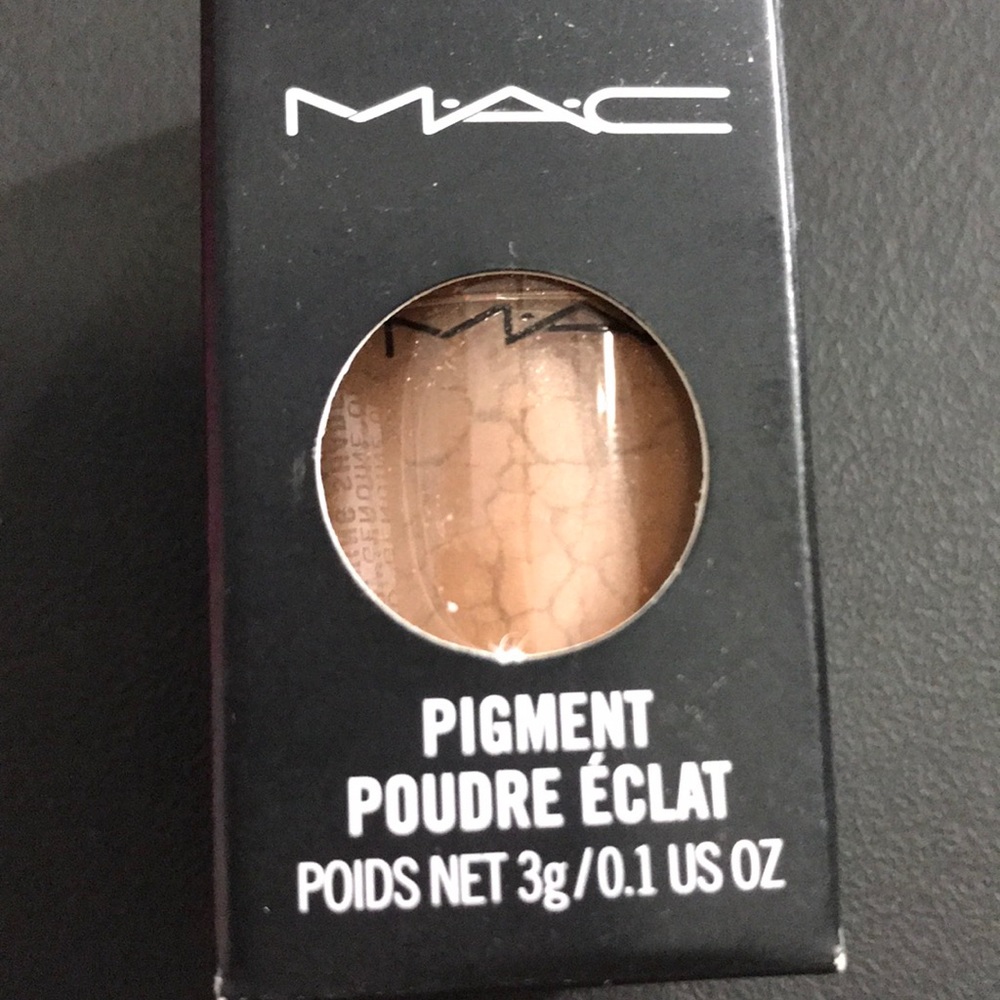 M·A·C
M·A
PIGMENT
POUDRE ÉCLAT
POIDS NET 3g/0.1 US OZ